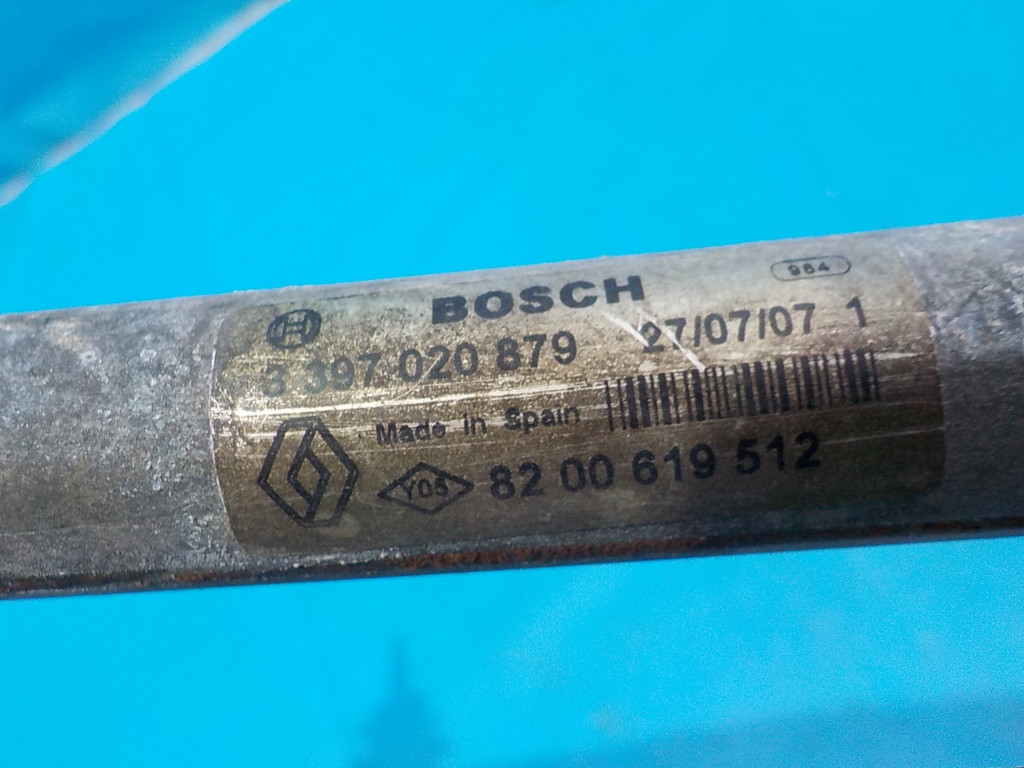 984
BOSCH
3 397 020 879 27/07/07 1
Made in Spain
Y05 82 00 619 512